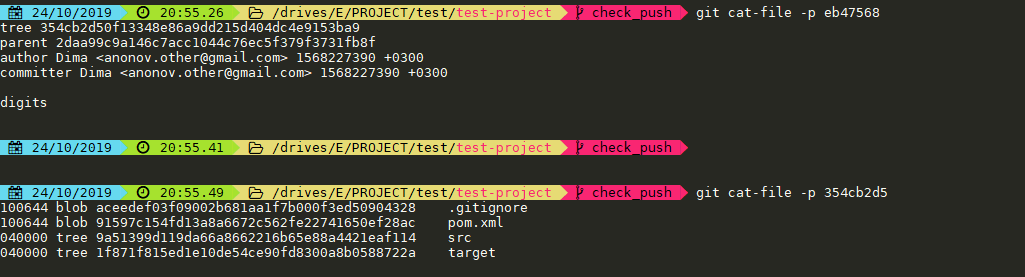 24/10/2019 20:55.26 /drives/E/PROJECT/test/test-project check_push git cat-file -p eb47568
tree 354cb2d50f13348e86a9dd215d404dc4e9153ba9
parent 2daa99c9a146c7acc1044c76ec5f379f3731fb8f
author Dima <anonov.other@gmail.com> 1568227390 +0300
committer Dima <anonov.other@gmail.com> 1568227390 +0300
digits
24/10/2019 20:55.41 /drives/E/PROJECT/test/test-project check_push
24/10/2019 20:55.49 /drives/E/PROJECT/test/test-project check_push git cat-file -p 354cb2d5
100644 blob aceedef03f09002b681aa1f7b000f3ed50904328 .gitignore
100644 blob 91597c154fd13a8a6672c562fe22741650ef28ac pom.xml
040000 tree 9a51399d119da66a8662216b65e88a4421eaf114 src
040000 tree 1f871f815ed1e10de54ce90fd8300a8b0588722a target